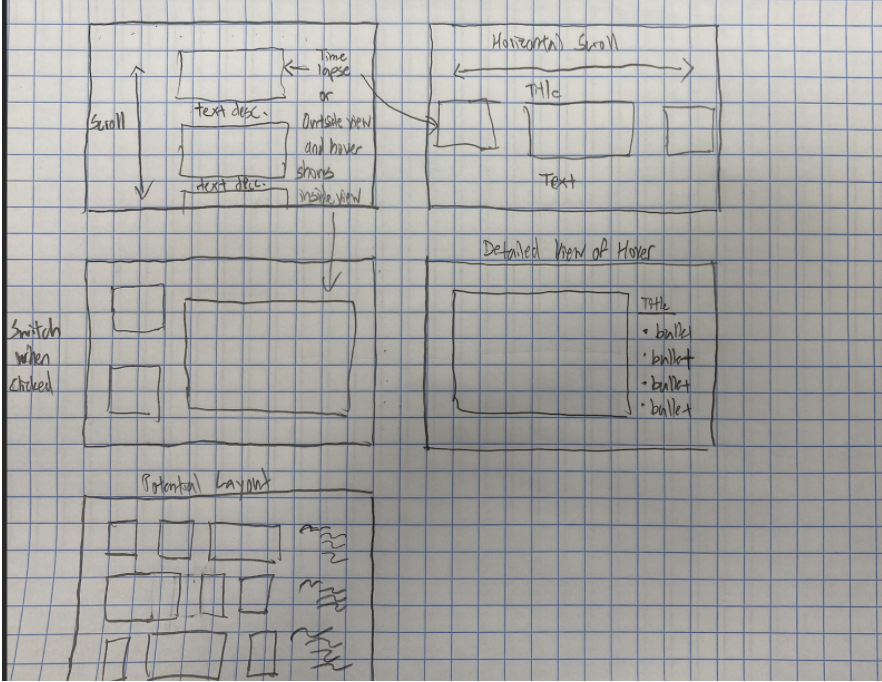 Scroll
Time
lapse
or
Outside view
and hover
shows
inside view
text desc.
text desc.
Horizontal Scroll
Title
Text
Switch
when
clicked
Detailed View of Hover
Title
• bullet
• bullet
• bullet
• bullet
Potential Layout